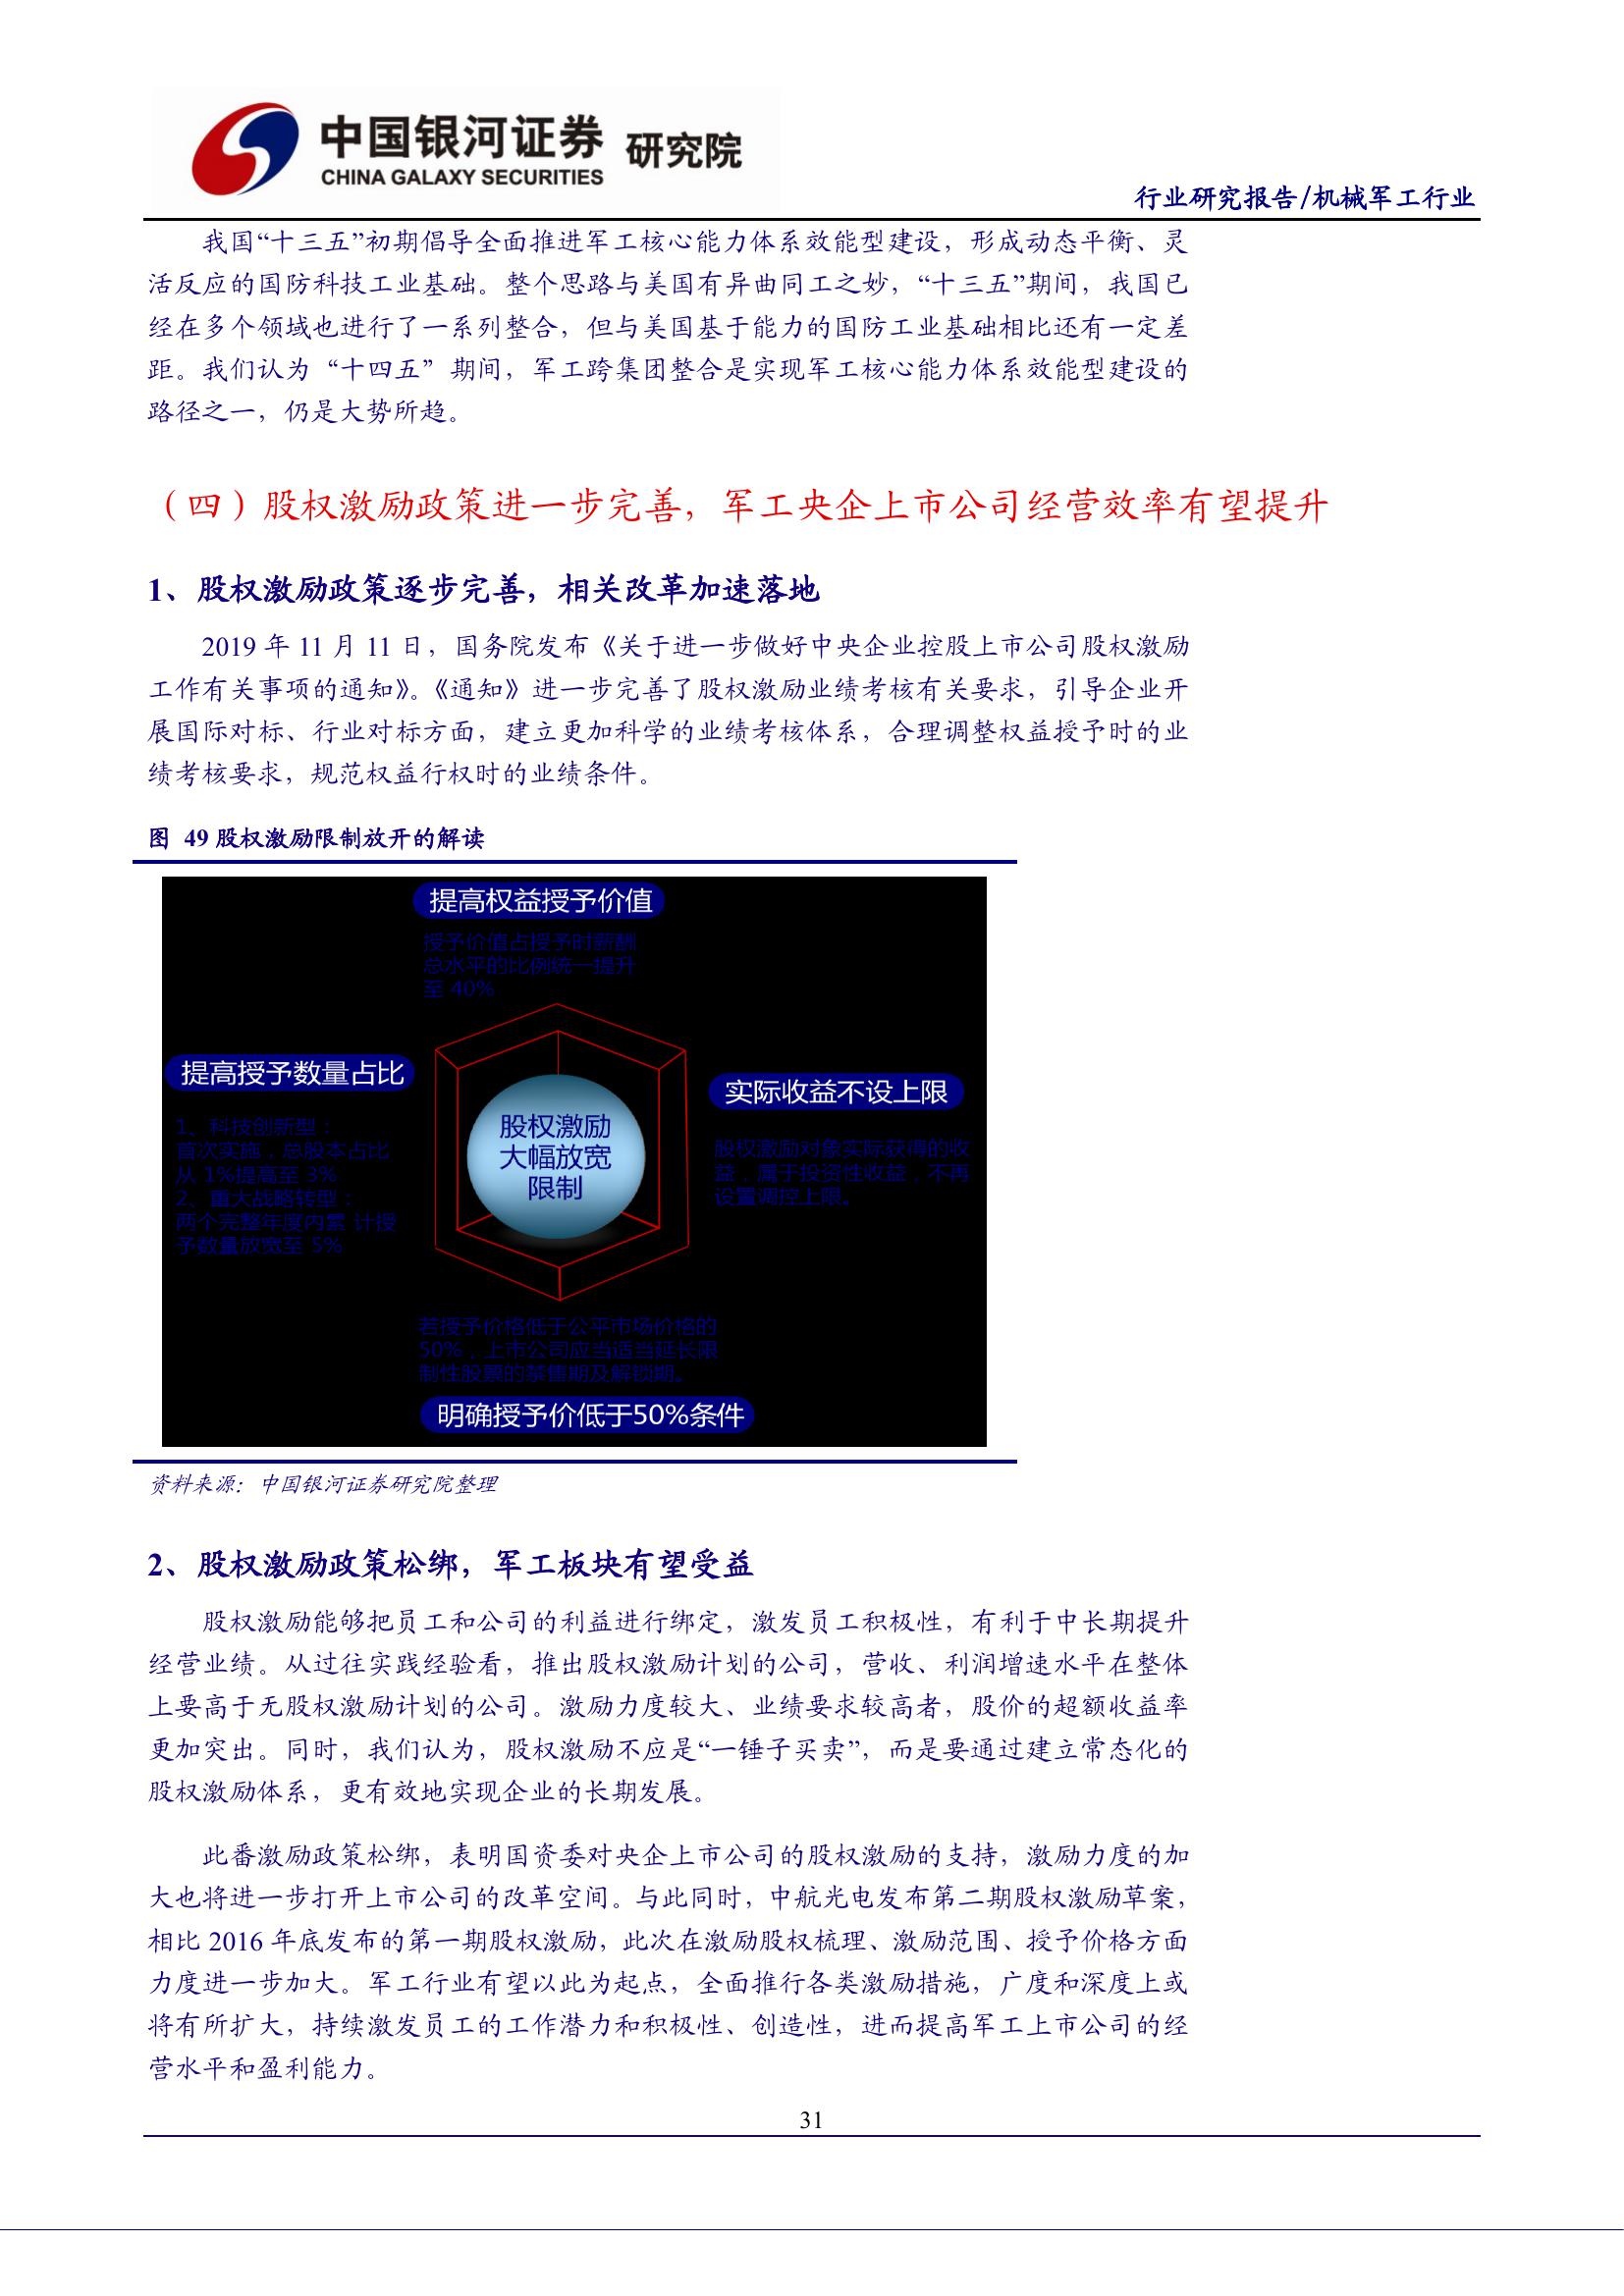 中国银河证券 研究院
CHINA GALAXY SECURITIES
行业研究报告/机械军工行业
我国“十三五”初期倡导全面推进军工核心能力体系效能型建设，形成动态平衡、灵
活反应的国防科技工业基础。整个思路与美国有异曲同工之妙，“十三五”期间，我国已
经在多个领域也进行了一系列整合，但与美国基于能力的国防工业基础相比还有一定差
距。我们认为“十四五”期间，军工跨集团整合是实现军工核心能力体系效能型建设的
路径之一，仍是大势所趋。
（四）股权激励政策进一步完善，军工央企上市公司经营效率有望提升
1、股权激励政策逐步完善，相关改革加速落地
2019 年 11 月 11 日，国务院发布《关于进一步做好中央企业控股上市公司股权激励
工作有关事项的通知》。《通知》进一步完善了股权激励业绩考核有关要求，引导企业开
展国际对标、行业对标方面，建立更加科学的业绩考核体系，合理调整权益授予时的业
绩考核要求，规范权益行权时的业绩条件。
图 49 股权激励限制放开的解读
提高权益授予价值
授予价值占授予时薪酬
总水平的比例统一提升
至 40%
提高授予数量占比
1、科技创新型：
首次实施，总股本占比
从 1%提高至 3%
2、重大战略转型：
两个完整年度内累 计授
予数量放宽至 5%
股权激励
大幅放宽
限制
实际收益不设上限
股权激励对象实际获得的收
益，属于投资性收益，不再
设置调控上限。
若授予价格低于公平市场价格的
50%，上市公司应当适当延长限
制性股票的禁售期及解锁期。
明确授予价低于50%条件
资料来源：中国银河证券研究院整理
2、股权激励政策松绑，军工板块有望受益
股权激励能够把员工和公司的利益进行绑定，激发员工积极性，有利于中长期提升
经营业绩。从过往实践经验看，推出股权激励计划的公司，营收、利润增速水平在整体
上要高于无股权激励计划的公司。激励力度较大、业绩要求较高者，股价的超额收益率
更加突出。同时，我们认为，股权激励不应是“一锤子买卖”，而是要通过建立常态化的
股权激励体系，更有效地实现企业的长期发展。
此番激励政策松绑，表明国资委对央企上市公司的股权激励的支持，激励力度的加
大也将进一步打开上市公司的改革空间。与此同时，中航光电发布第二期股权激励草案，
相比 2016 年底发布的第一期股权激励，此次在激励股权梳理、激励范围、授予价格方面
力度进一步加大。军工行业有望以此为起点，全面推行各类激励措施，广度和深度上或
将有所扩大，持续激发员工的工作潜力和积极性、创造性，进而提高军工上市公司的经
营水平和盈利能力。
31